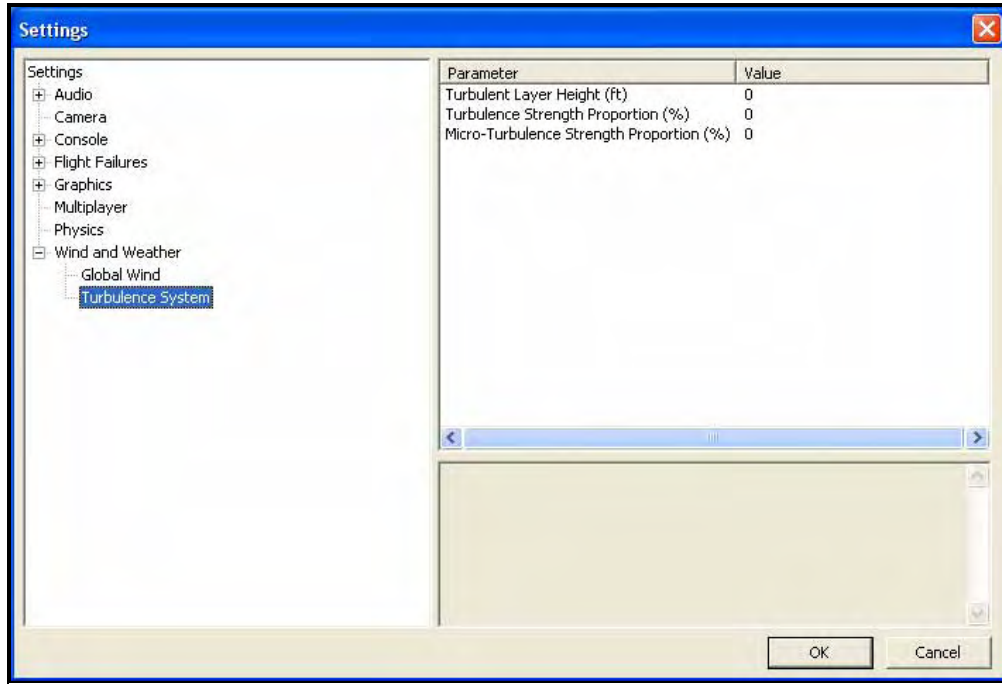 Settings
Settings
Audio
Camera
Console
Flight Failures
Graphics
Multiplayer
Physics
Wind and Weather
Global Wind
Turbulence System
Parameter Value
Turbulent Layer Height (ft) 0
Turbulence Strength Proportion (%) 0
Micro-Turbulence Strength Proportion (%) 0
OK Cancel